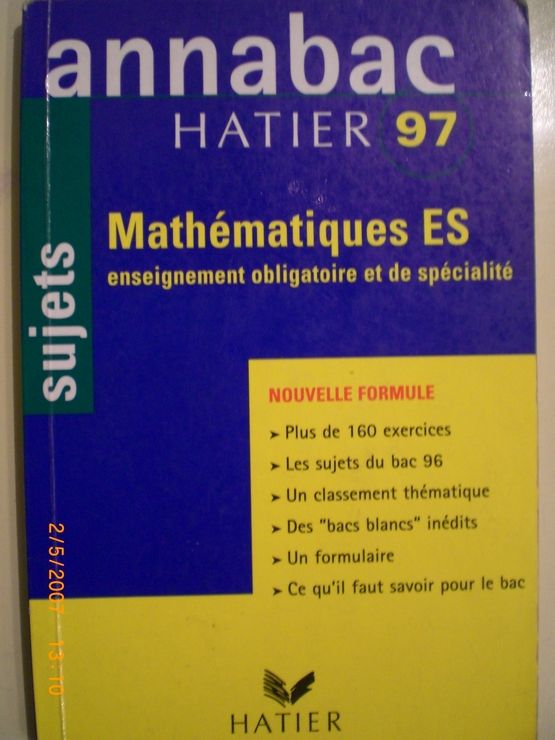 annabac
HATIER 97
sujets
Mathématiques ES
enseignement obligatoire et de spécialité
NOUVELLE FORMULE
➤ Plus de 160 exercices
➤ Les sujets du bac 96
➤ Un classement thématique
➤ Des "bacs blancs" inédits
➤ Un formulaire
➤ Ce qu'il faut savoir pour le bac
HATIER
2/5/2007 13:10